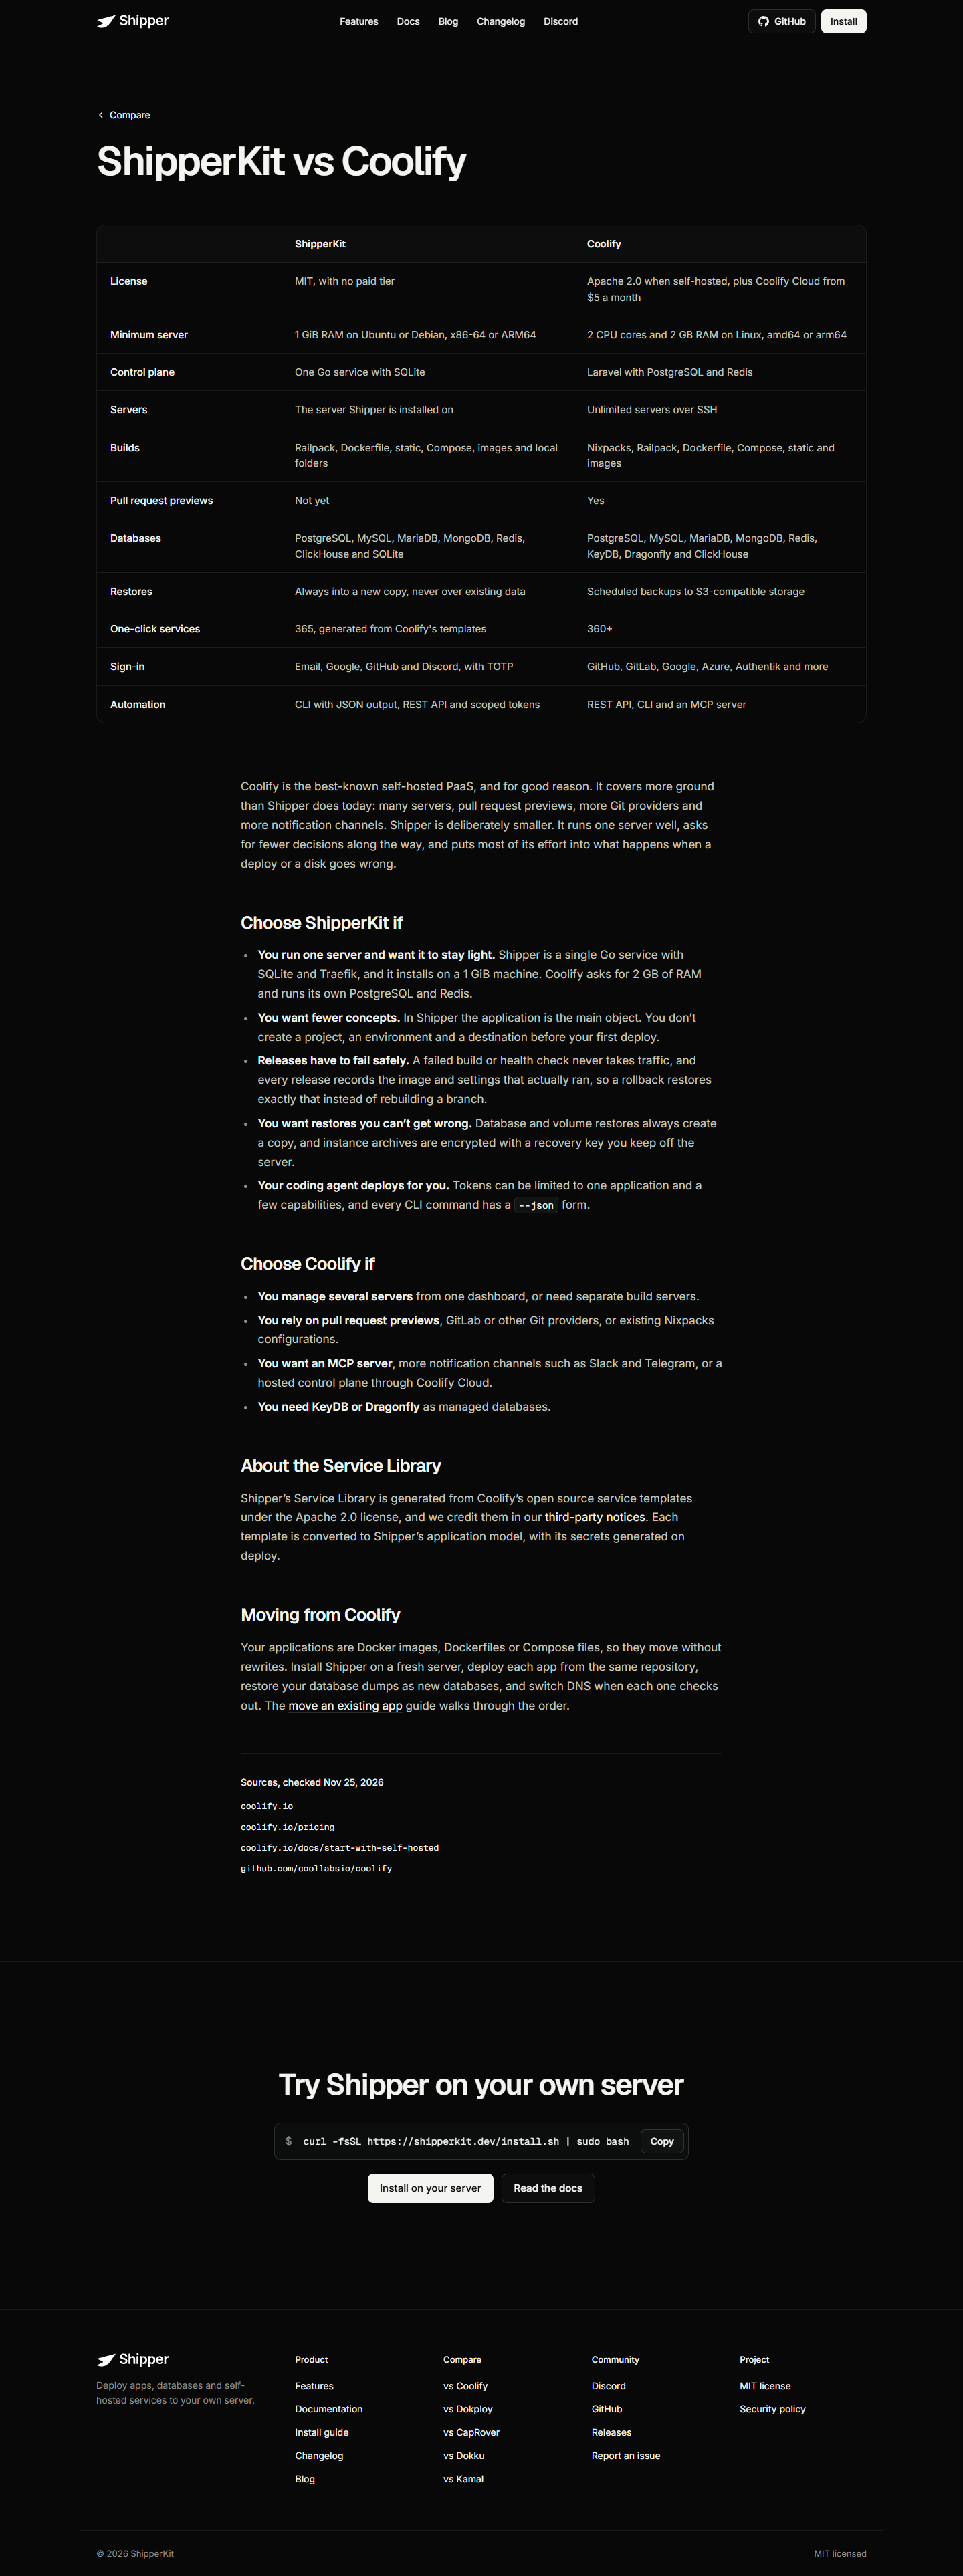 Shipper
Features Docs Blog Changelog Discord
GitHub Install
Compare
ShipperKit vs Coolify
ShipperKit Coolify
License MIT, with no paid tier Apache 2.0 when self-hosted, plus Coolify Cloud from
$5 a month
Minimum server 1 GiB RAM on Ubuntu or Debian, x86-64 or ARM64 2 CPU cores and 2 GB RAM on Linux, amd64 or arm64
Control plane One Go service with SQLite Laravel with PostgreSQL and Redis
Servers The server Shipper is installed on Unlimited servers over SSH
Builds Railpack, Dockerfile, static, Compose, images and local
folders
Nixpacks, Railpack, Dockerfile, Compose, static and
images
Pull request previews Not yet Yes
Databases PostgreSQL, MySQL, MariaDB, MongoDB, Redis,
ClickHouse and SQLite
PostgreSQL, MySQL, MariaDB, MongoDB, Redis,
KeyDB, Dragonfly and ClickHouse
Restores Always into a new copy, never over existing data Scheduled backups to S3-compatible storage
One-click services 365, generated from Coolify's templates 360+
Sign-in Email, Google, GitHub and Discord, with TOTP GitHub, GitLab, Google, Azure, Authentik and more
Automation CLI with JSON output, REST API and scoped tokens REST API, CLI and an MCP server
Coolify is the best-known self-hosted PaaS, and for good reason. It covers more ground
than Shipper does today: many servers, pull request previews, more Git providers and
more notification channels. Shipper is deliberately smaller. It runs one server well, asks
for fewer decisions along the way, and puts most of its effort into what happens when a
deploy or a disk goes wrong.
Choose ShipperKit if
• You run one server and want it to stay light. Shipper is a single Go service with
SQLite and Traefik, and it installs on a 1 GiB machine. Coolify asks for 2 GB of RAM
and runs its own PostgreSQL and Redis.
• You want fewer concepts. In Shipper the application is the main object. You don’t
create a project, an environment and a destination before your first deploy.
• Releases have to fail safely. A failed build or health check never takes traffic, and
every release records the image and settings that actually ran, so a rollback restores
exactly that instead of rebuilding a branch.
• You want restores you can’t get wrong. Database and volume restores always create
a copy, and instance archives are encrypted with a recovery key you keep off the
server.
• Your coding agent deploys for you. Tokens can be limited to one application and a
few capabilities, and every CLI command has a --json form.
Choose Coolify if
• You manage several servers from one dashboard, or need separate build servers.
• You rely on pull request previews, GitLab or other Git providers, or existing Nixpacks
configurations.
• You want an MCP server, more notification channels such as Slack and Telegram, or a
hosted control plane through Coolify Cloud.
• You need KeyDB or Dragonfly as managed databases.
About the Service Library
Shipper’s Service Library is generated from Coolify’s open source service templates
under the Apache 2.0 license, and we credit them in our third-party notices. Each
template is converted to Shipper’s application model, with its secrets generated on
deploy.
Moving from Coolify
Your applications are Docker images, Dockerfiles or Compose files, so they move without
rewrites. Install Shipper on a fresh server, deploy each app from the same repository,
restore your database dumps as new databases, and switch DNS when each one checks
out. The move an existing app guide walks through the order.
Sources, checked Nov 25, 2026
coolify.io
coolify.io/pricing
coolify.io/docs/start-with-self-hosted
github.com/coollabsio/coolify
Try Shipper on your own server
$ curl -fsSL https://shipperkit.dev/install.sh | sudo bash Copy
Install on your server Read the docs
Shipper
Deploy apps, databases and self-
hosted services to your own server.
Product
Features
Documentation
Install guide
Changelog
Blog
Compare
vs Coolify
vs Dokploy
vs CapRover
vs Dokku
vs Kamal
Community
Discord
GitHub
Releases
Report an issue
Project
MIT license
Security policy
© 2026 ShipperKit MIT licensed